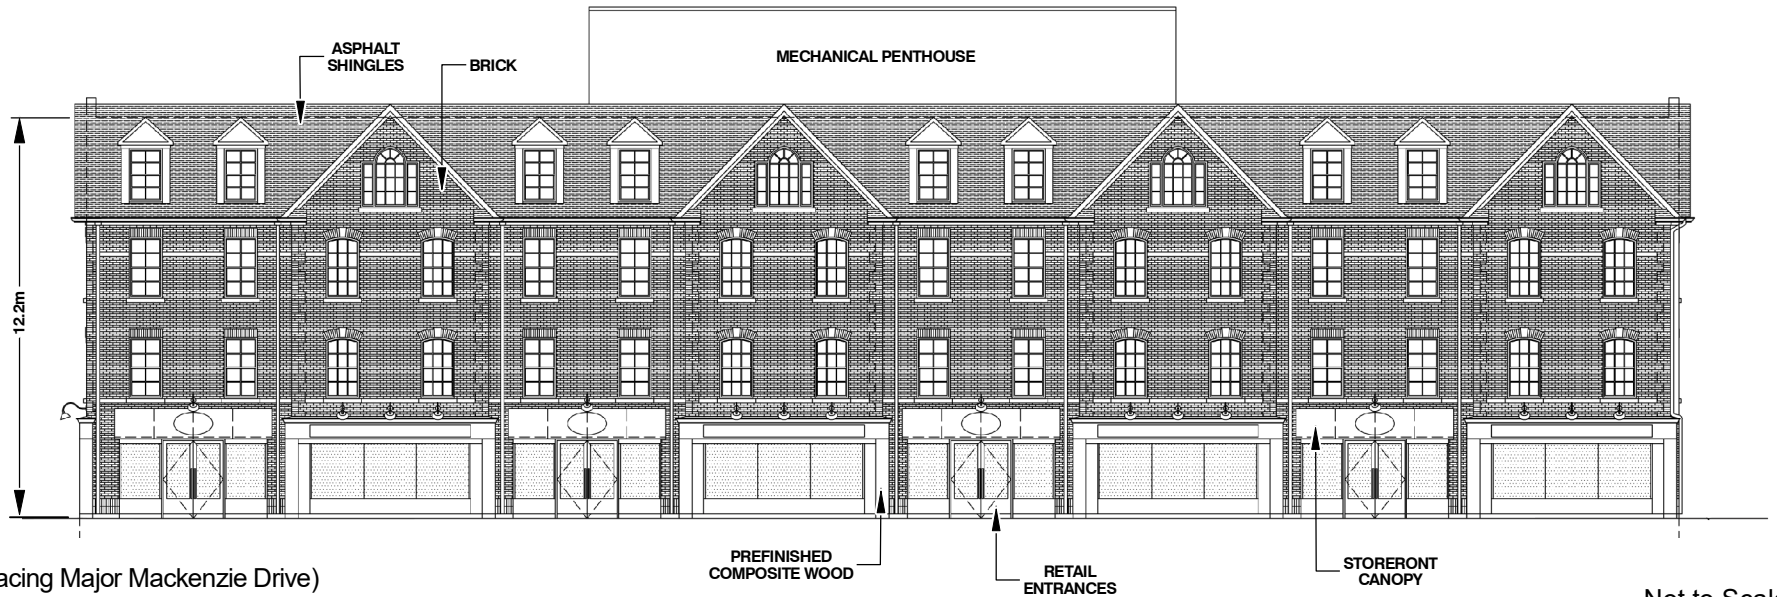 ASPHALT
SHINGLES
BRICK
MECHANICAL PENTHOUSE
12.2m
PREFINISHED
COMPOSITE WOOD
RETAIL
ENTRANCES
STOREFRONT
CANOPY
acing Major Mackenzie Drive)
Not to Scal